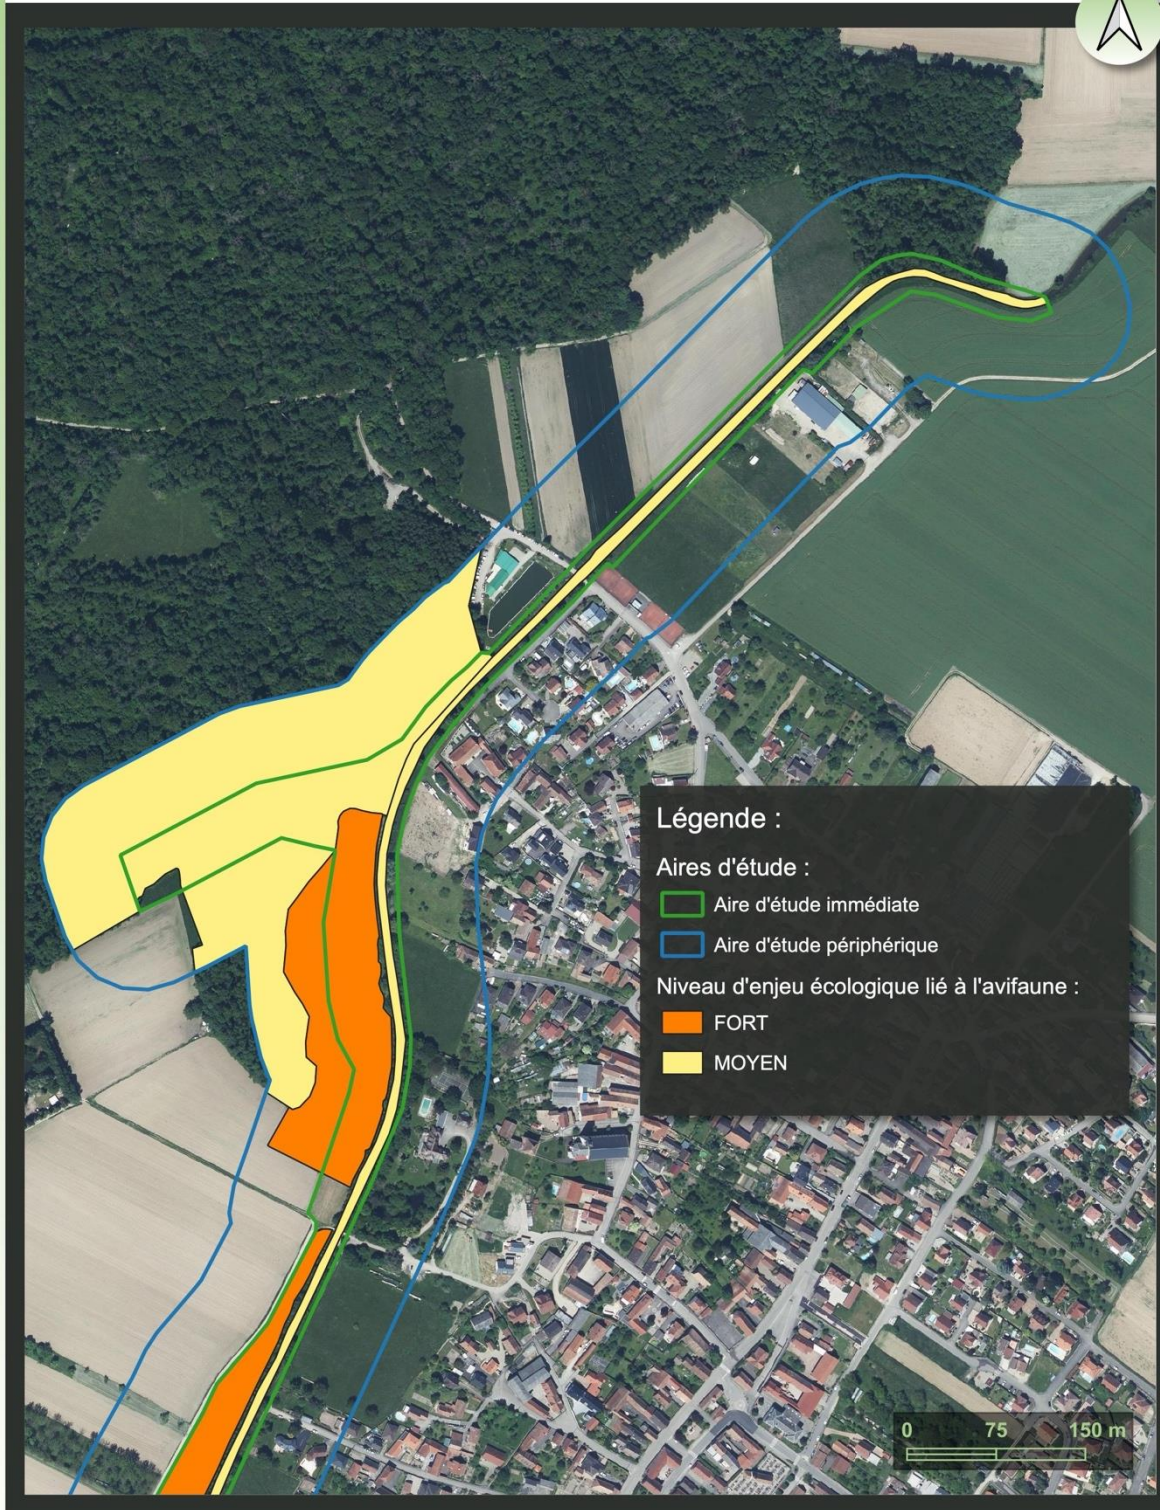 Légende :
Aires d'étude :
Aire d'étude immédiate
Aire d'étude périphérique
Niveau d'enjeu écologique lié à l'avifaune :
FORT
MOYEN
0 75 150 m